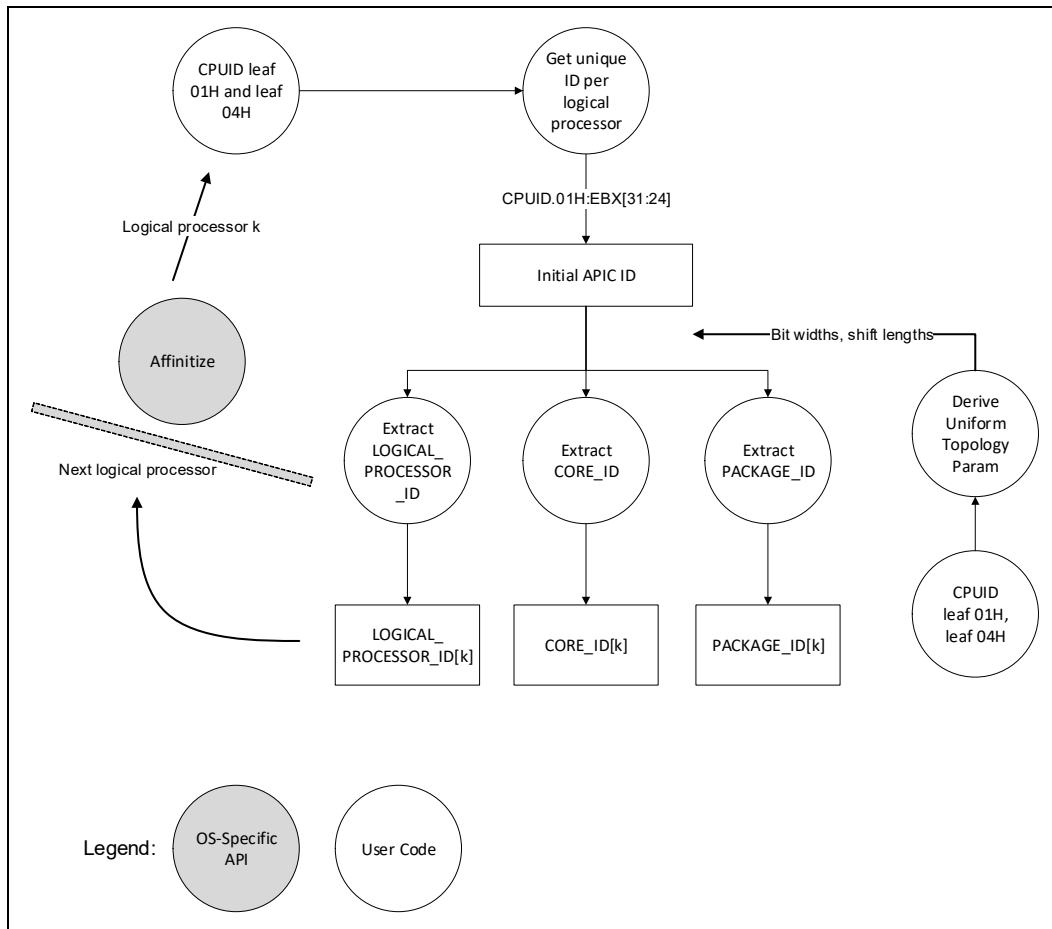 CPUID leaf
01H and leaf
04H
Get unique
ID per
logical
processor
CPUID.01H:EBX[31:24]
Logical processor k
Initial APIC ID
Bit widths, shift lengths
Affinitize
Next logical processor
Extract
LOGICAL_
PROCESSOR
_ID
Extract
CORE_ID
Extract
PACKAGE_ID
Derive
Uniform
Topology
Param
LOGICAL_
PROCESSOR_ID[k]
CORE_ID[k]
PACKAGE_ID[k]
CPUID
leaf 01H,
leaf 04H
Legend:
OS-Specific
API
User Code